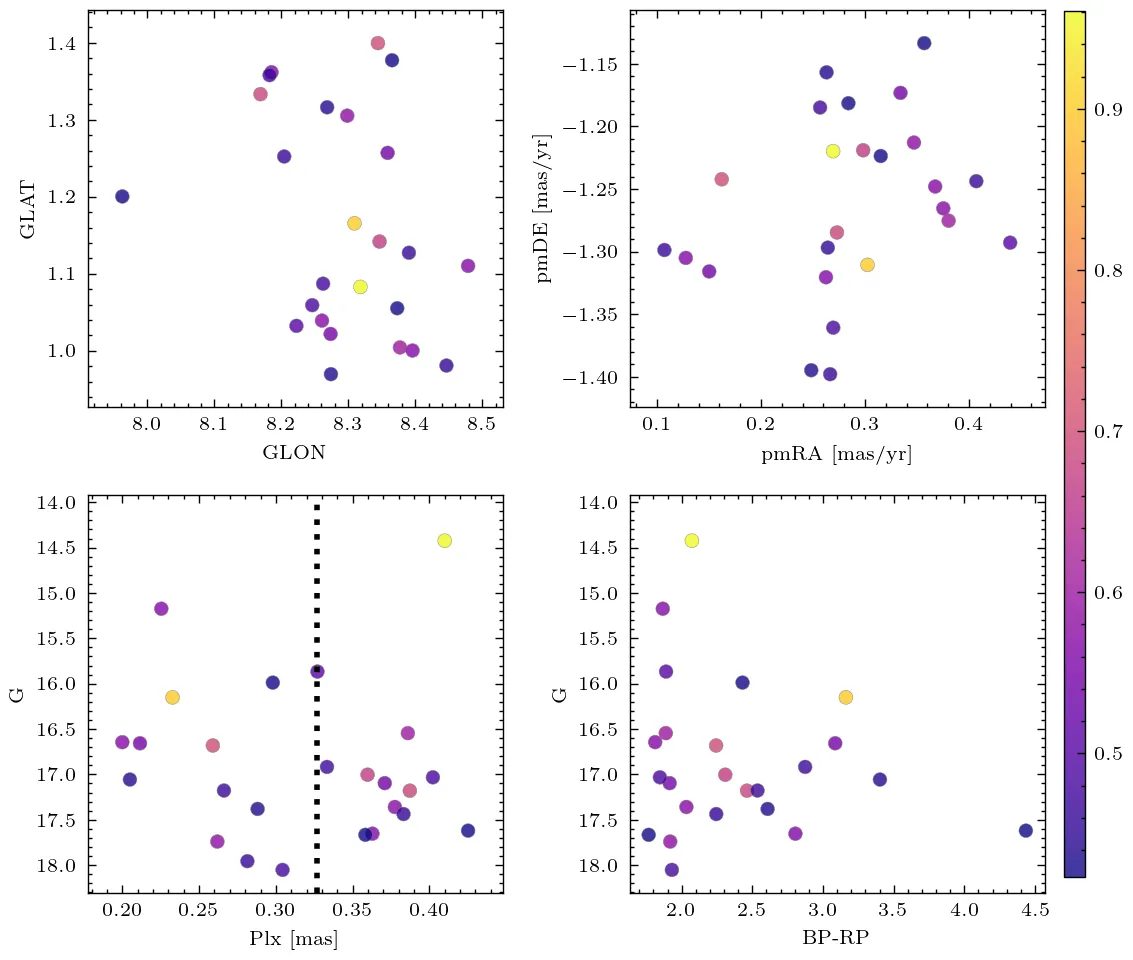 1.4
1.3
1.2
1.1
1.0
GLAT
8.0 8.1 8.2 8.3 8.4 8.5
GLON
−1.15
−1.20
−1.25
−1.30
−1.35
−1.40
pmDE [mas/yr]
0.1 0.2 0.3 0.4
pmRA [mas/yr]
14.0
14.5
15.0
15.5
16.0
16.5
17.0
17.5
18.0
G
0.20 0.25 0.30 0.35 0.40
Plx [mas]
14.0
14.5
15.0
15.5
16.0
16.5
17.0
17.5
18.0
G
2.0 2.5 3.0 3.5 4.0 4.5
BP-RP
0.9
0.8
0.7
0.6
0.5